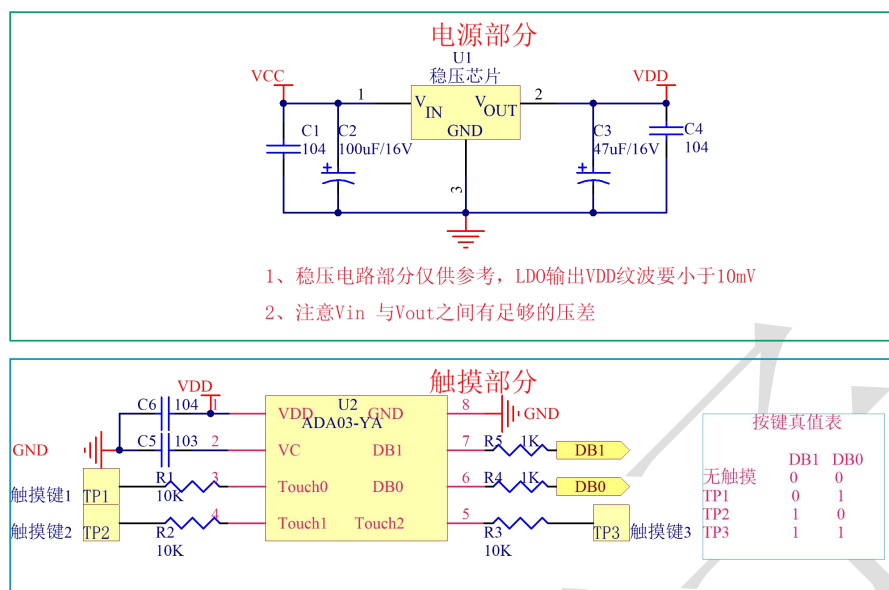 电源部分
U1
稳压芯片
VCC
VDD
1
2
V IN
V OUT
GND
C1
104
C2
100uF/16V
C3
47uF/16V
C4
104
3
1、稳压电路部分仅供参考，LDO输出VDD纹波要小于10mV
2、注意Vin 与Vout之间有足够的压差
触摸部分
VDD
C6
104
1
U2
ADA03-YA
VDD
GND
8
GND
GND
C5
103
2
VC
DB1
7
R5
1K
DB1
触摸键1
TP1
R1
10K
3
Touch0
DB0
6
R4
1K
DB0
触摸键2
TP2
R2
10K
4
Touch1
Touch2
5
R3
10K
TP3
触摸键3
按键真值表
DB1 DB0
无触摸 0 0
TP1 0 1
TP2 1 0
TP3 1 1